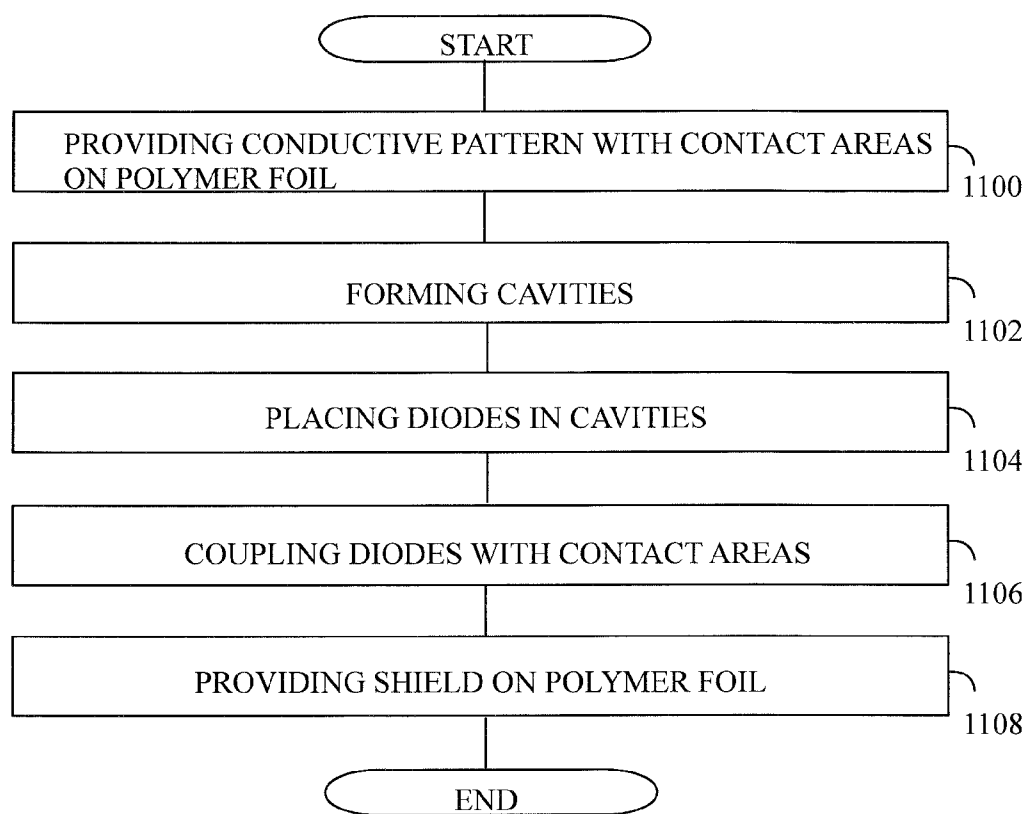 START
PROVIDING CONDUCTIVE PATTERN WITH CONTACT AREAS
ON POLYMER FOIL
1100
FORMING CAVITIES
1102
PLACING DIODES IN CAVITIES
1104
COUPLING DIODES WITH CONTACT AREAS
1106
PROVIDING SHIELD ON POLYMER FOIL
1108
END